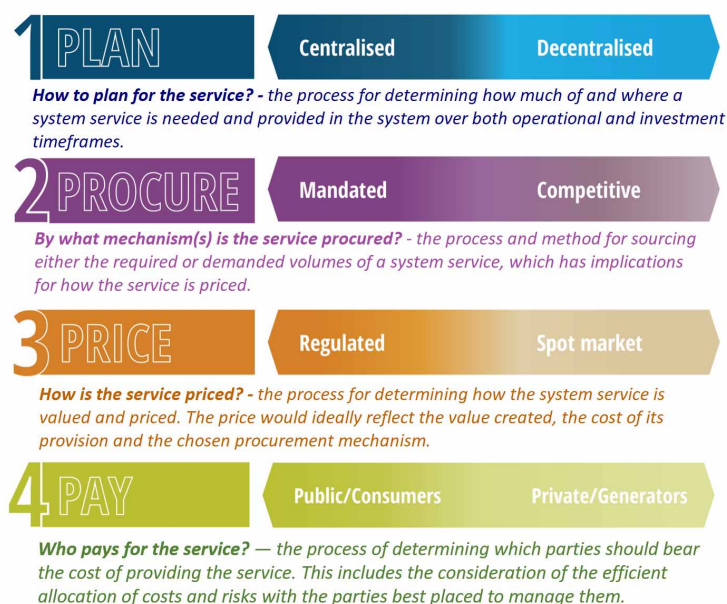 1 PLAN Centralised Decentralised
How to plan for the service? - the process for determining how much of and where a
system service is needed and provided in the system over both operational and investment
timeframes.
2 PROCURE Mandated Competitive
By what mechanism(s) is the service procured? - the process and method for sourcing
either the required or demanded volumes of a system service, which has implications
for how the service is priced.
3 PRICE Regulated Spot market
How is the service priced? - the process for determining how the system service is
valued and priced. The price would ideally reflect the value created, the cost of its
provision and the chosen procurement mechanism.
4 PAY Public/Consumers Private/Generators
Who pays for the service? — the process of determining which parties should bear
the cost of providing the service. This includes the consideration of the efficient
allocation of costs and risks with the parties best placed to manage them.